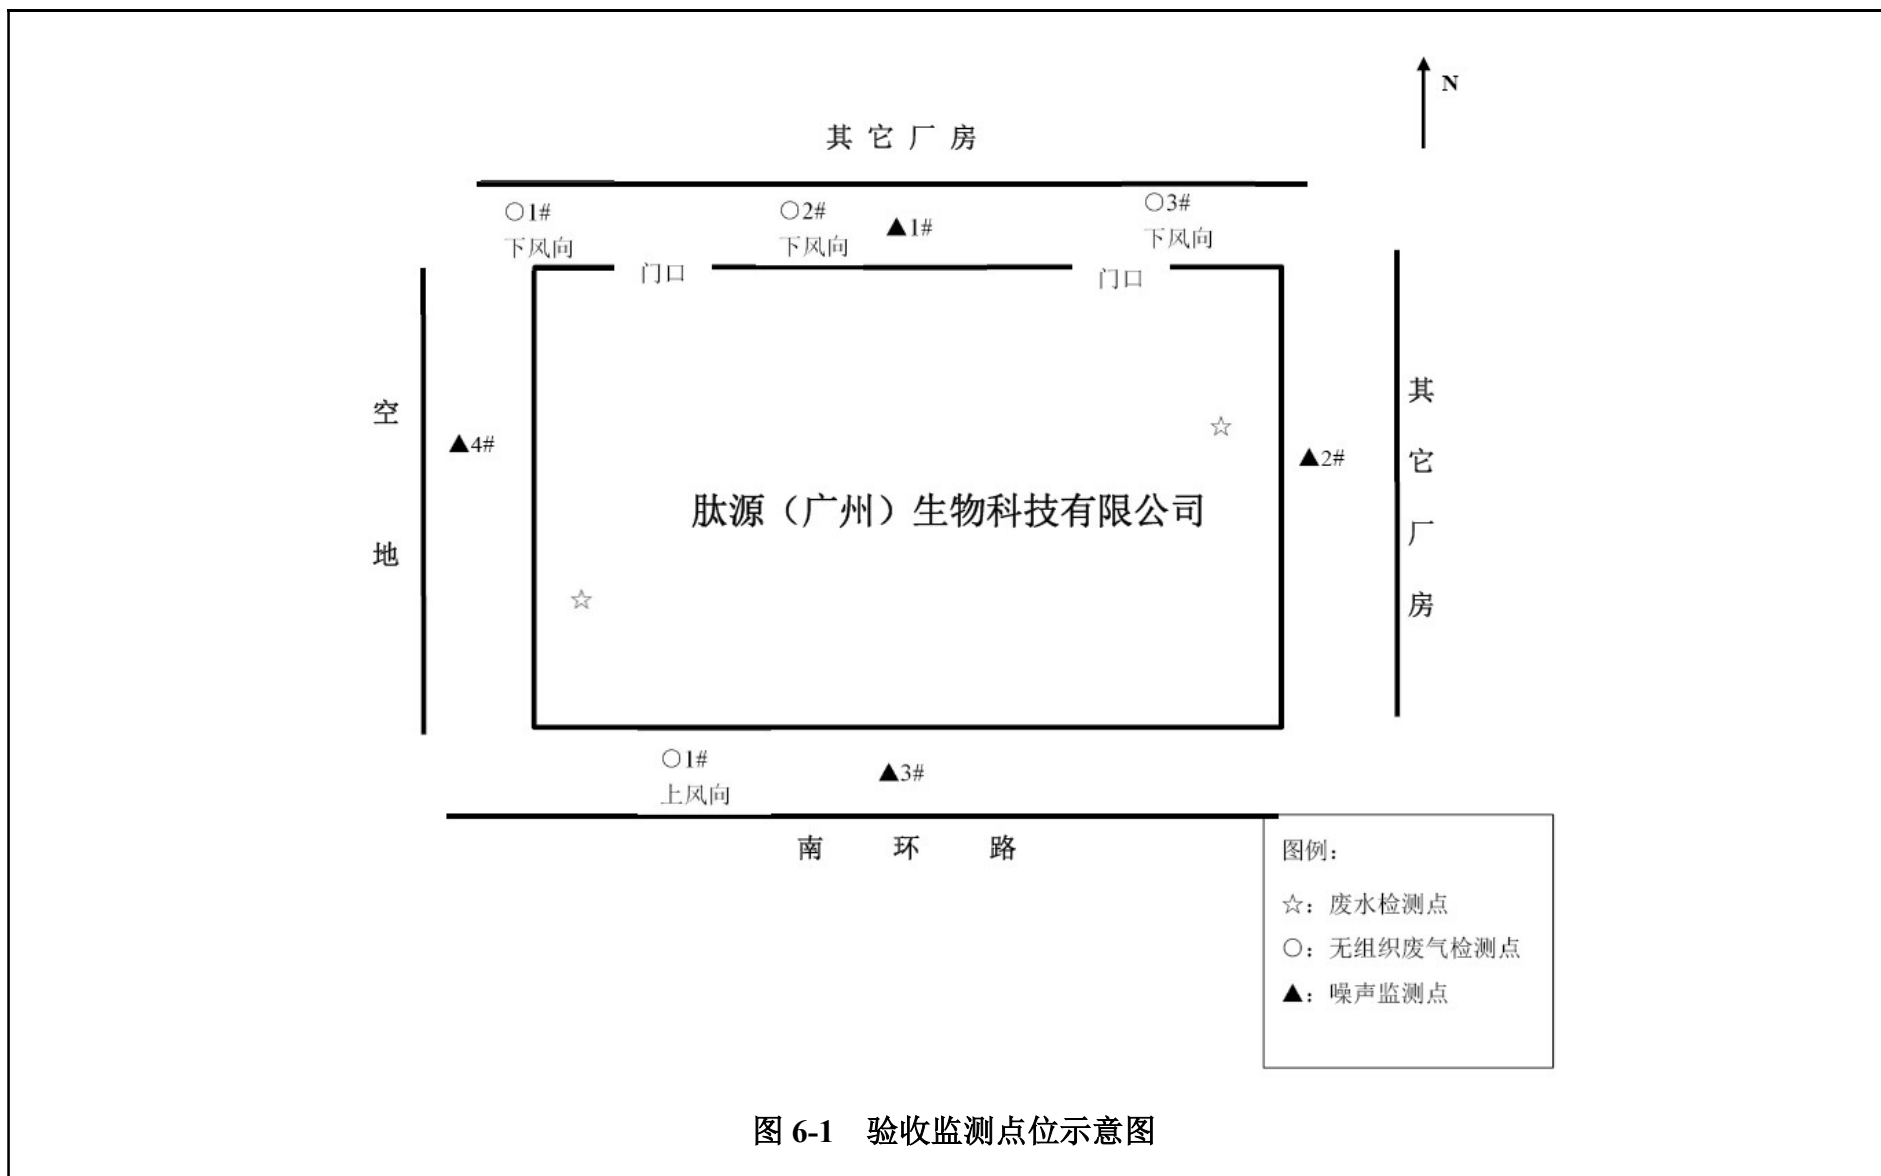 N
其它厂房
○1#
下风向
○2#
下风向
▲1#
○3#
下风向
门口
门口
空地
▲4#
☆
▲2#
其它厂房
肽源（广州）生物科技有限公司
☆
○1#
上风向
▲3#
南环路
图例：
☆：废水检测点
○：无组织废气检测点
▲：噪声监测点
图 6-1 验收监测点位示意图